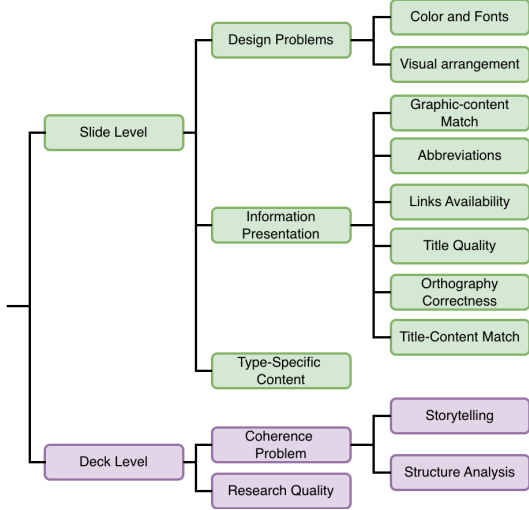 Color and Fonts
Design Problems
Visual arrangement
Graphic-content
Match
Slide Level
Abbreviations
Links Availability
Information
Presentation
Title Quality
Orthography
Correctness
Title-Content Match
Type-Specific
Content
Storytelling
Coherence
Problem
Deck Level
Structure Analysis
Research Quality